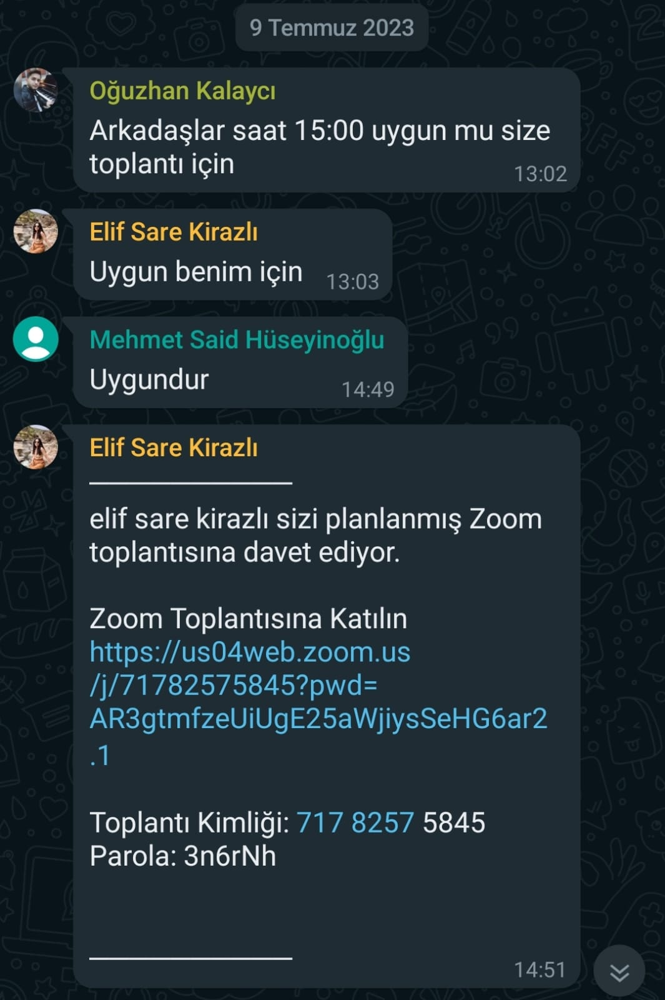 9 Temmuz 2023
Oğuzhan Kalaycı
Arkadaşlar saat 15:00 uygun mu size
toplantı için
13:02
Elif Sare Kirazlı
Uygun benim için
13:03
Mehmet Said Hüseyinoğlu
Uygundur
14:49
Elif Sare Kirazlı
elif sare kirazlı sizi planlanmış Zoom
toplantısına davet ediyor.
Zoom Toplantısına Katılın
https://us04web.zoom.us
/j/71782575845?pwd=
AR3gtmfzeUiUgE25aWjiysSeHG6ar2
.1
Toplantı Kimliği: 717 8257 5845
Parola: 3n6rNh
14:51